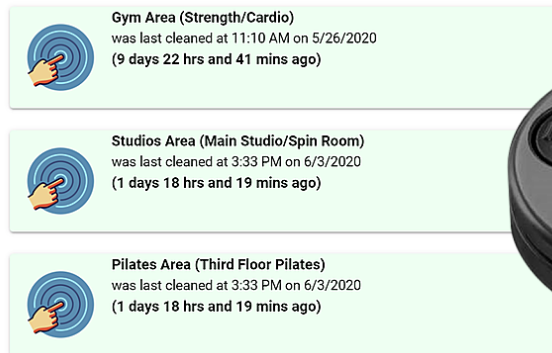 Gym Area (Strength/Cardio)
was last cleaned at 11:10 AM on 5/26/2020
(9 days 22 hrs and 41 mins ago)
Studios Area (Main Studio/Spin Room)
was last cleaned at 3:33 PM on 6/3/2020
(1 days 18 hrs and 19 mins ago)
Pilates Area (Third Floor Pilates)
was last cleaned at 3:33 PM on 6/3/2020
(1 days 18 hrs and 19 mins ago)